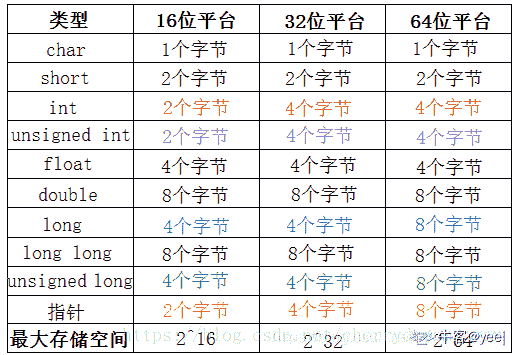 类型 16位平台 32位平台 64位平台
char 1个字节 1个字节 1个字节
short 2个字节 2个字节 2个字节
int 2个字节 4个字节 4个字节
unsigned int 2个字节 4个字节 4个字节
float 4个字节 4个字节 4个字节
double 8个字节 8个字节 8个字节
long 4个字节 4个字节 8个字节
long long 8个字节 8个字节 8个字节
unsigned long 4个字节 4个字节 8个字节
指针 2个字节 4个字节 8个字节
最大存储空间 2^16 2^32 2^64
牛客@yeej